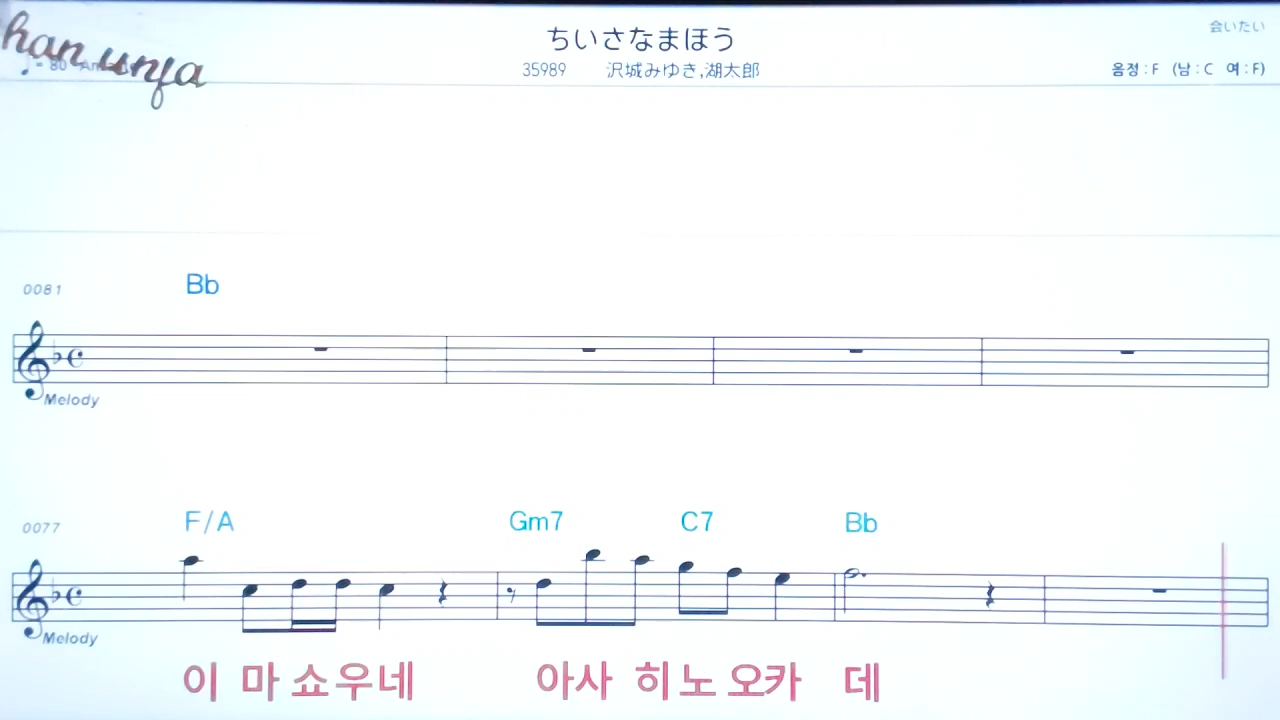 han unja
ちいさなまほう
会いたい
♩= 80
35989 沢城みゆき,湖太郎
음정 : F (남 : C 여 : F)
0081
Bb
Melody
0077
F/A Gm7 C7 Bb
Melody
이 마 쇼우네 아사 히노 오카 데